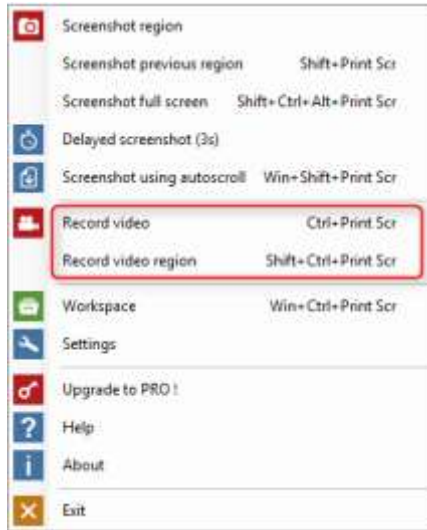 Screenshot region
Screenshot previous region Shift+Print Scr
Screenshot full screen Shift+Ctrl+Alt+Print Scr
Delayed screenshot (3s)
Screenshot using autoscroll Win+Shift+Print Scr
Record video Ctrl+Print Scr
Record video region Shift+Ctrl+Print Scr
Workspace Win+Ctrl+Print Scr
Settings
Upgrade to PRO !
Help
About
Exit